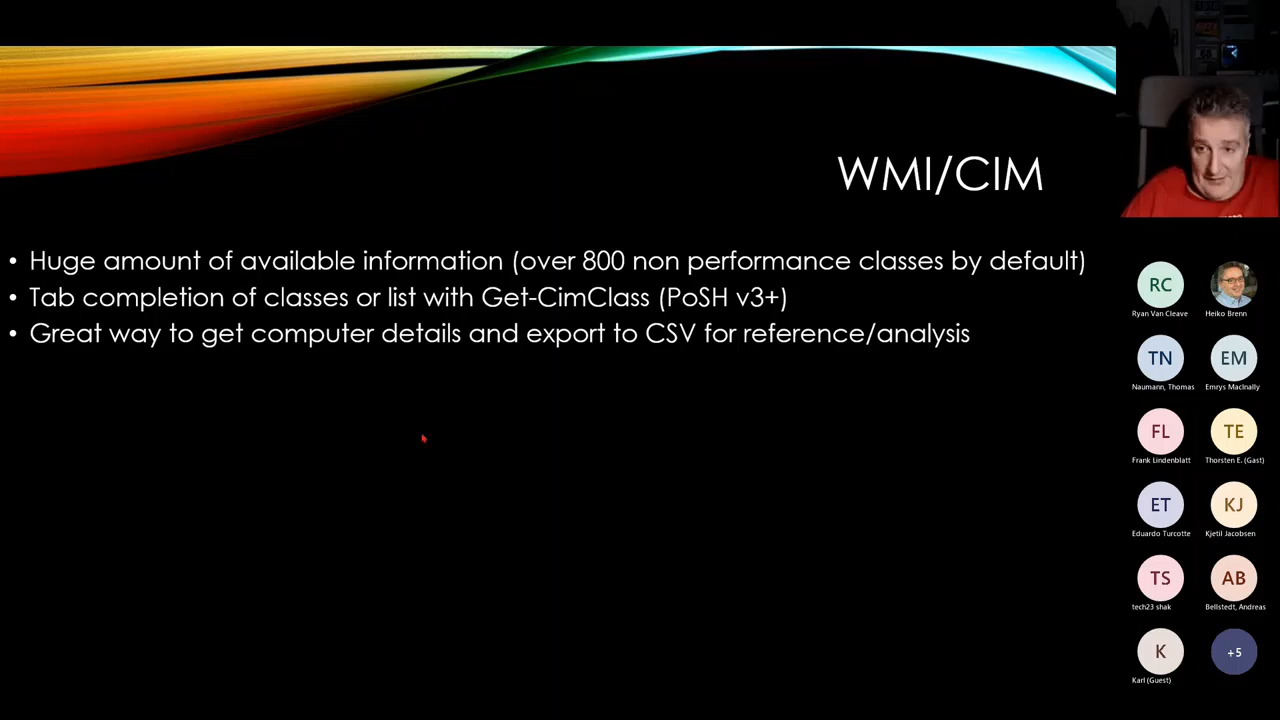 WMI/CIM
• Huge amount of available information (over 800 non performance classes by default)
• Tab completion of classes or list with Get-CimClass (PoSH v3+)
• Great way to get computer details and export to CSV for reference/analysis
RC
Ryan Van Cleave
Heiko Brenn
TN
Naumann, Thomas
EM
Emrys MacInally
FL
Frank Lindenblatt
TE
Thorsten E. (Gast)
ET
Eduardo Turcotte
KJ
Kjetil Jacobsen
TS
tech23 shak
AB
Bellstedt, Andreas
K
Karl (Guest)
+5